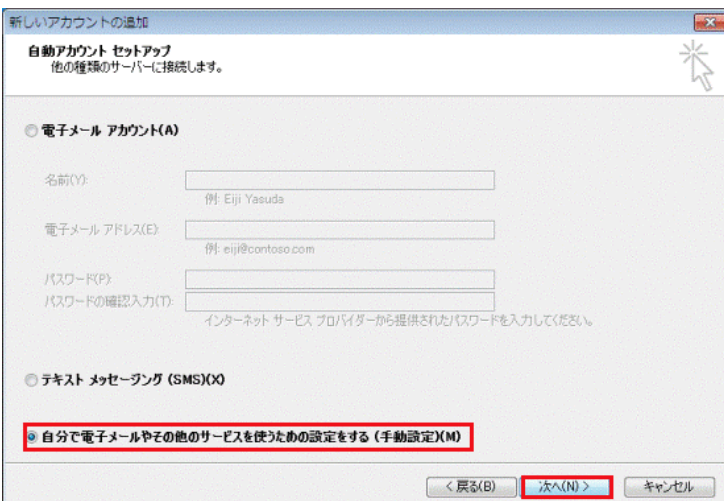 新しいアカウントの追加
自動アカウント セットアップ
他の種類のサーバーに接続します。
電子メール アカウント(A)
名前(Y):
例: Eiji Yasuda
電子メール アドレス(E):
例: eiji@contoso.com
パスワード(P):
パスワードの確認入力(T):
インターネット サービス プロバイダーから提供されたパスワードを入力してください。
テキスト メッセージング (SMS)(X)
自分で電子メールやその他のサービスを使うための設定をする (手動設定)(M)
< 戻る(B) 次へ(N) > キャンセル